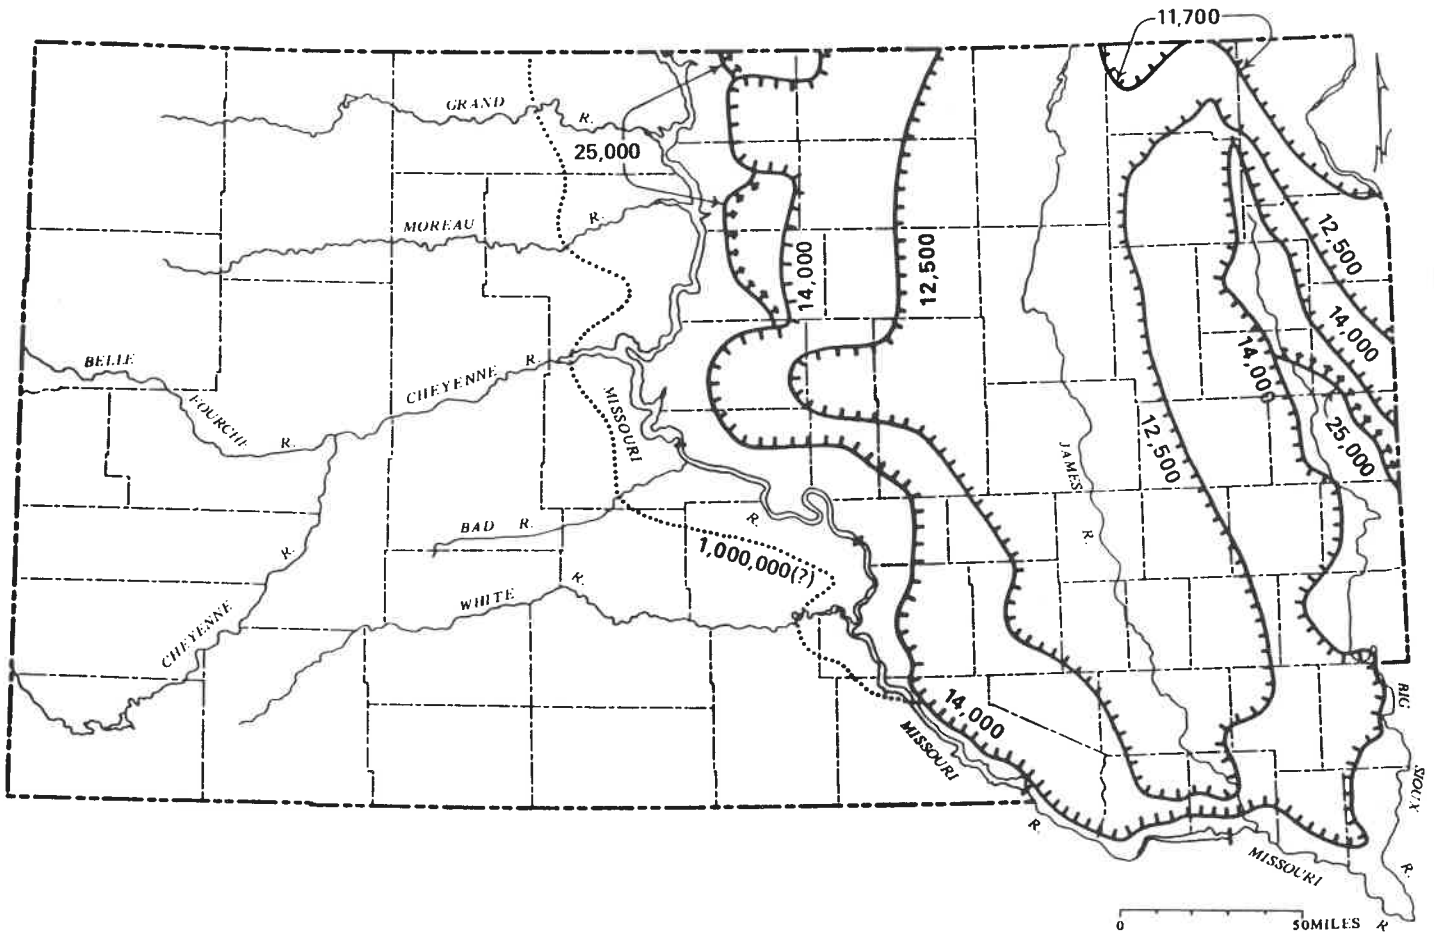 11,700
GRAND
R.
25,000
MOREAU
R.
12,500
14,000
12,500
14,000
14,000
BELLE
FOURCHE
R.
CHEYENNE
R.
MISSOURI
R.
12,500
25,000
JAMES
R.
BAD R.
1,000,000(?)
WHITE
R.
CHEYENNE
R.
14,000
MISSOURI
R.
BIG
SIOUX
R.
MISSOURI
R
0 50MILES